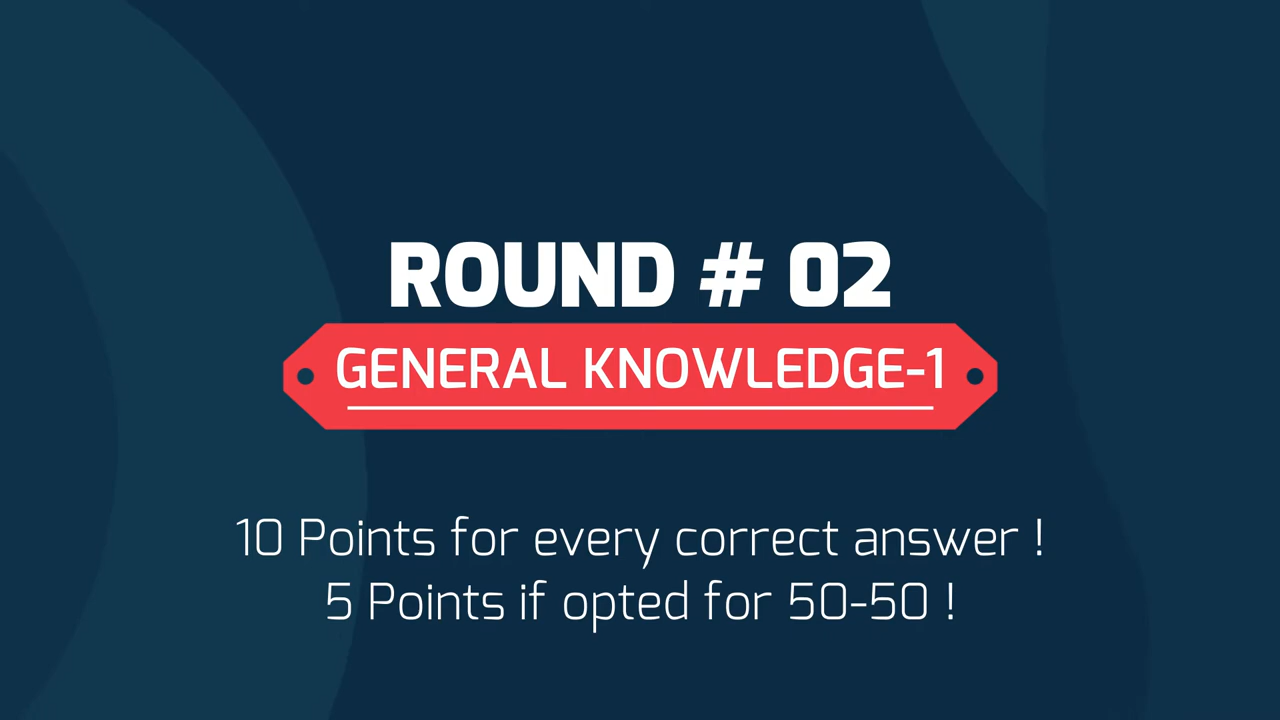 ROUND # 02
GENERAL KNOWLEDGE-1
10 Points for every correct answer !
5 Points if opted for 50-50 !